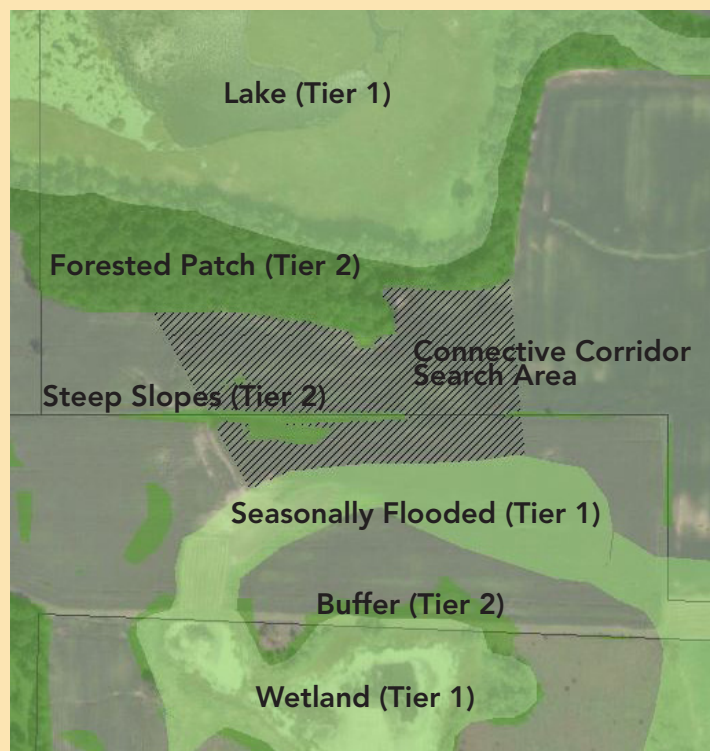 Lake (Tier 1)
Forested Patch (Tier 2)
Connective Corridor
Search Area
Steep Slopes (Tier 2)
Seasonally Flooded (Tier 1)
Buffer (Tier 2)
Wetland (Tier 1)